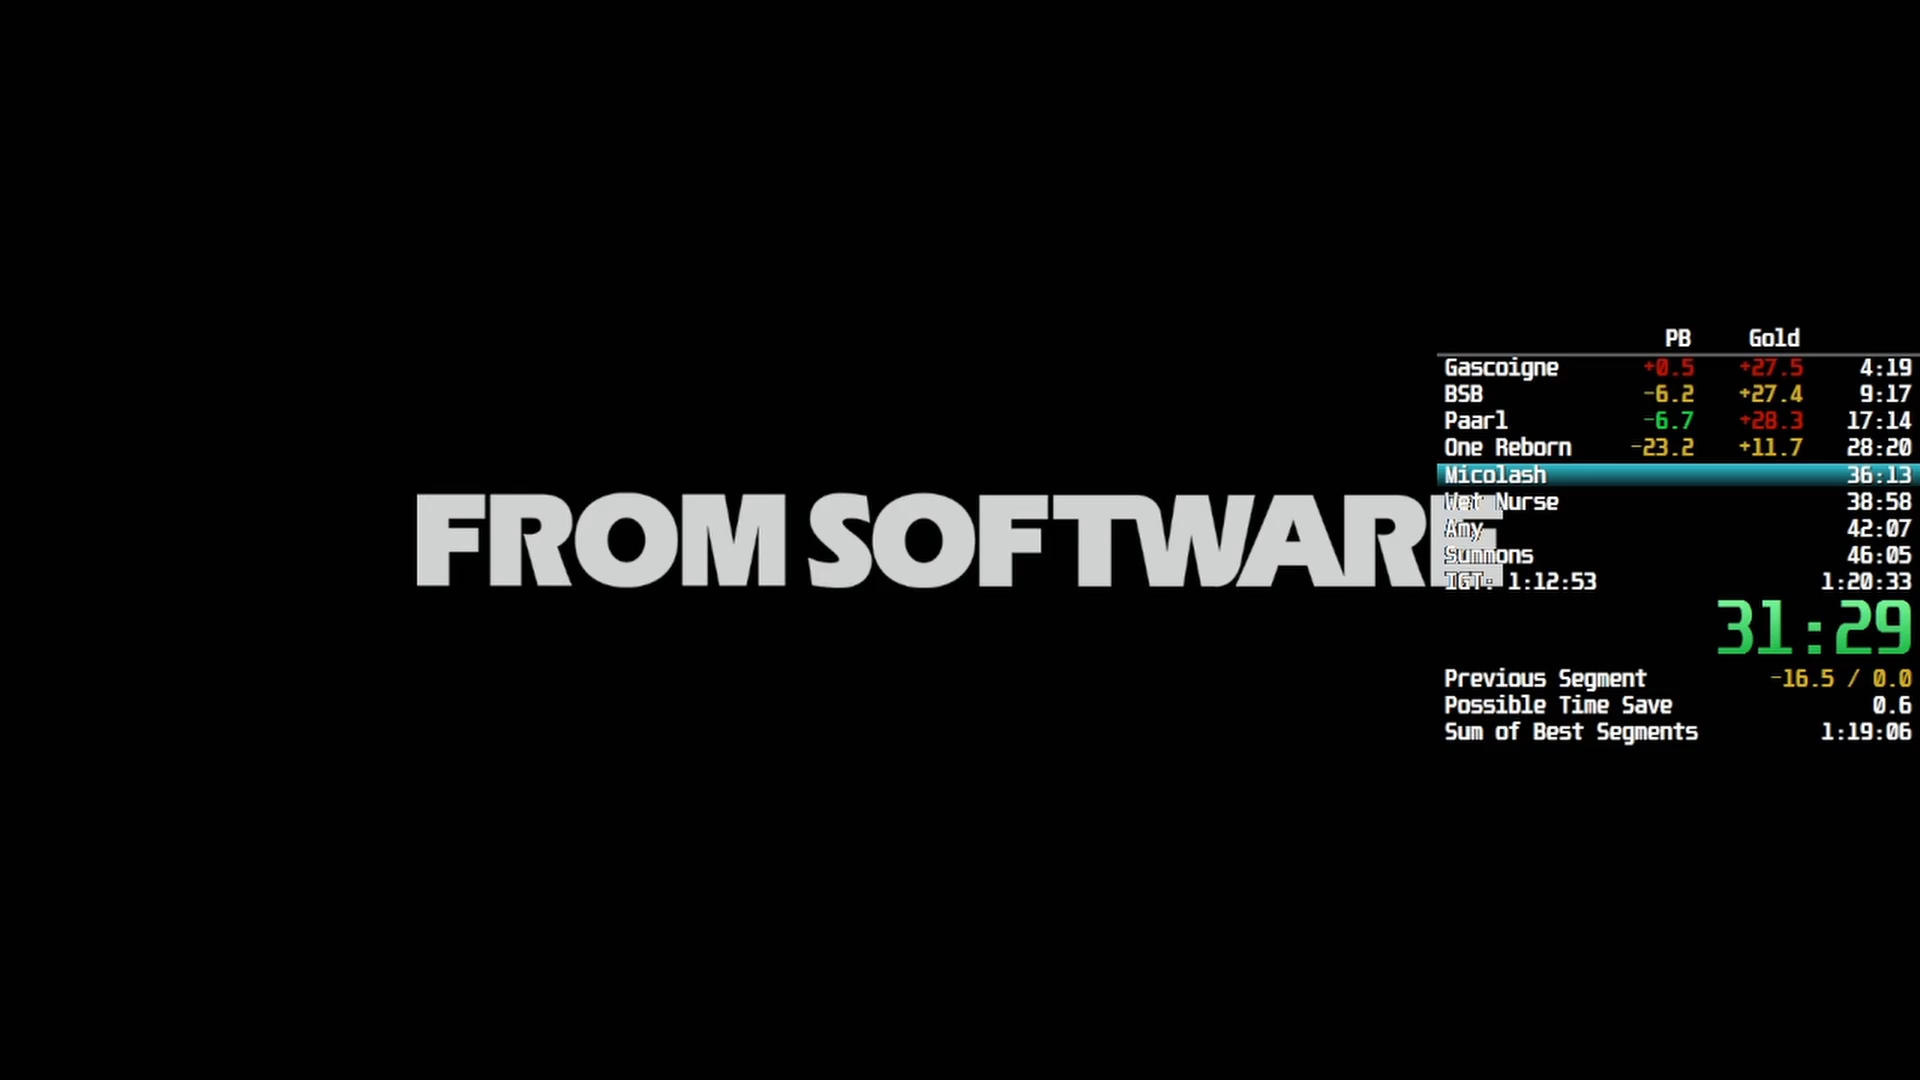 FROM SOFTWARE
PB Gold
Gascoigne +0.5 +27.5 4:19
BSB -6.2 +27.4 9:17
Paarl -6.7 +28.3 17:14
One Reborn -23.2 +11.7 28:20
Micolash 36:13
Wet Nurse 38:58
Amy 42:07
Summons 46:05
IGT: 1:12:53 1:20:33
31:29
Previous Segment -16.5 / 0.0
Possible Time Save 0.6
Sum of Best Segments 1:19:06